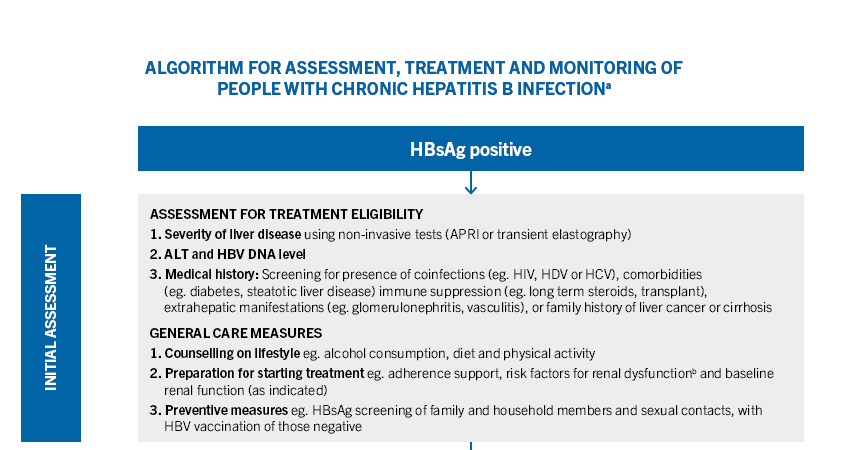 ALGORITHM FOR ASSESSMENT, TREATMENT AND MONITORING OF
PEOPLE WITH CHRONIC HEPATITIS B INFECTIONᵃ
HBsAg positive
INITIAL ASSESSMENT
ASSESSMENT FOR TREATMENT ELIGIBILITY
1. Severity of liver disease using non-invasive tests (APRI or transient elastography)
2. ALT and HBV DNA level
3. Medical history: Screening for presence of coinfections (eg. HIV, HDV or HCV), comorbidities
(eg. diabetes, steatotic liver disease) immune suppression (eg. long term steroids, transplant),
extrahepatic manifestations (eg. glomerulonephritis, vasculitis), or family history of liver cancer or cirrhosis
GENERAL CARE MEASURES
1. Counselling on lifestyle eg. alcohol consumption, diet and physical activity
2. Preparation for starting treatment eg. adherence support, risk factors for renal dysfunctionᵇ and baseline
renal function (as indicated)
3. Preventive measures eg. HBsAg screening of family and household members and sexual contacts, with
HBV vaccination of those negative